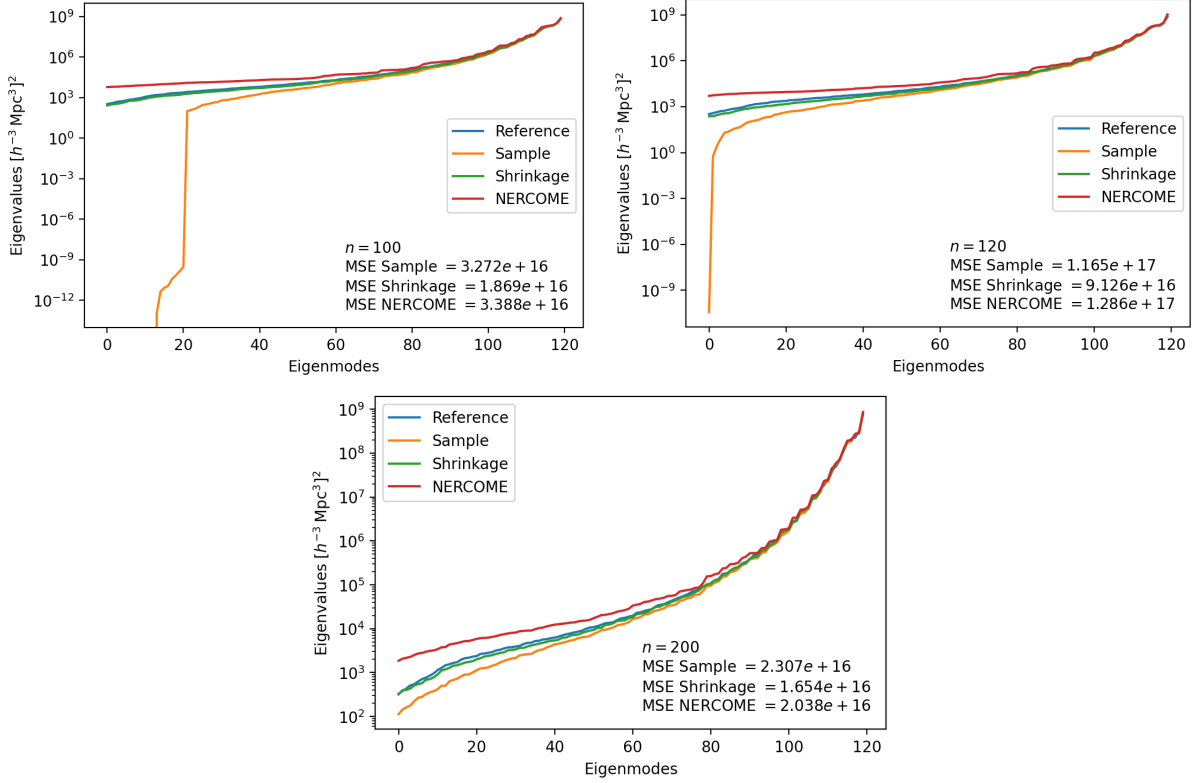 10^9
10^6
10^3
10^0
10^−3
10^−6
10^−9
10^−12
Eigenvalues [h^−3 Mpc^3]^2
Reference
Sample
Shrinkage
NERCOME
n = 100
MSE Sample = 3.272e + 16
MSE Shrinkage = 1.869e + 16
MSE NERCOME = 3.388e + 16
0 20 40 60 80 100 120
Eigenmodes
10^9
10^6
10^3
10^0
10^−3
10^−6
10^−9
Eigenvalues [h^−3 Mpc^3]^2
Reference
Sample
Shrinkage
NERCOME
n = 120
MSE Sample = 1.165e + 17
MSE Shrinkage = 9.126e + 16
MSE NERCOME = 1.286e + 17
0 20 40 60 80 100 120
Eigenmodes
10^9
10^8
10^7
10^6
10^5
10^4
10^3
10^2
Eigenvalues [h^−3 Mpc^3]^2
Reference
Sample
Shrinkage
NERCOME
n = 200
MSE Sample = 2.307e + 16
MSE Shrinkage = 1.654e + 16
MSE NERCOME = 2.038e + 16
0 20 40 60 80 100 120
Eigenmodes